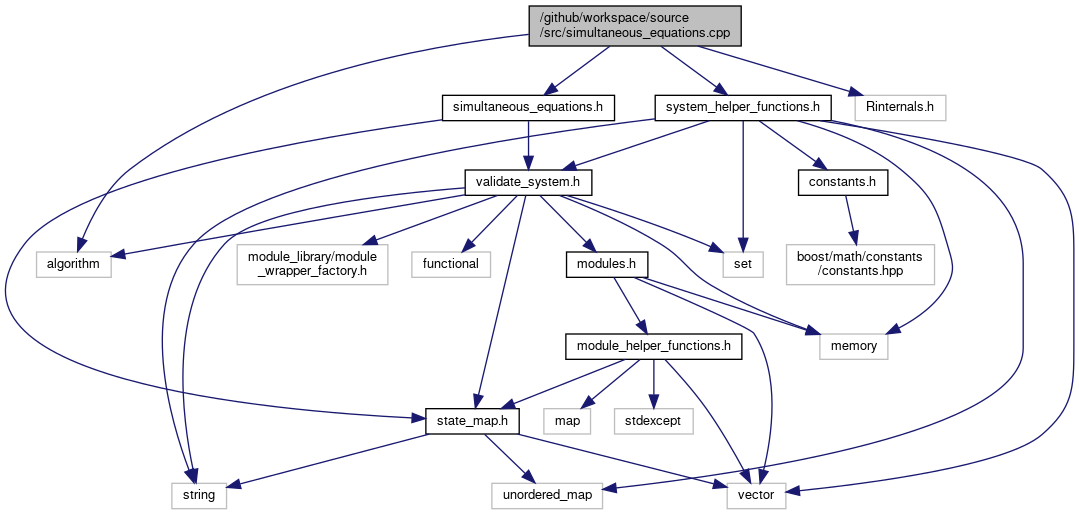 /github/workspace/source
/src/simultaneous_equations.cpp
simultaneous_equations.h
system_helper_functions.h
Rinternals.h
validate_system.h
constants.h
algorithm
module_library/module
_wrapper_factory.h
functional
modules.h
set
boost/math/constants
/constants.hpp
module_helper_functions.h
memory
state_map.h
map
stdexcept
string
unordered_map
vector